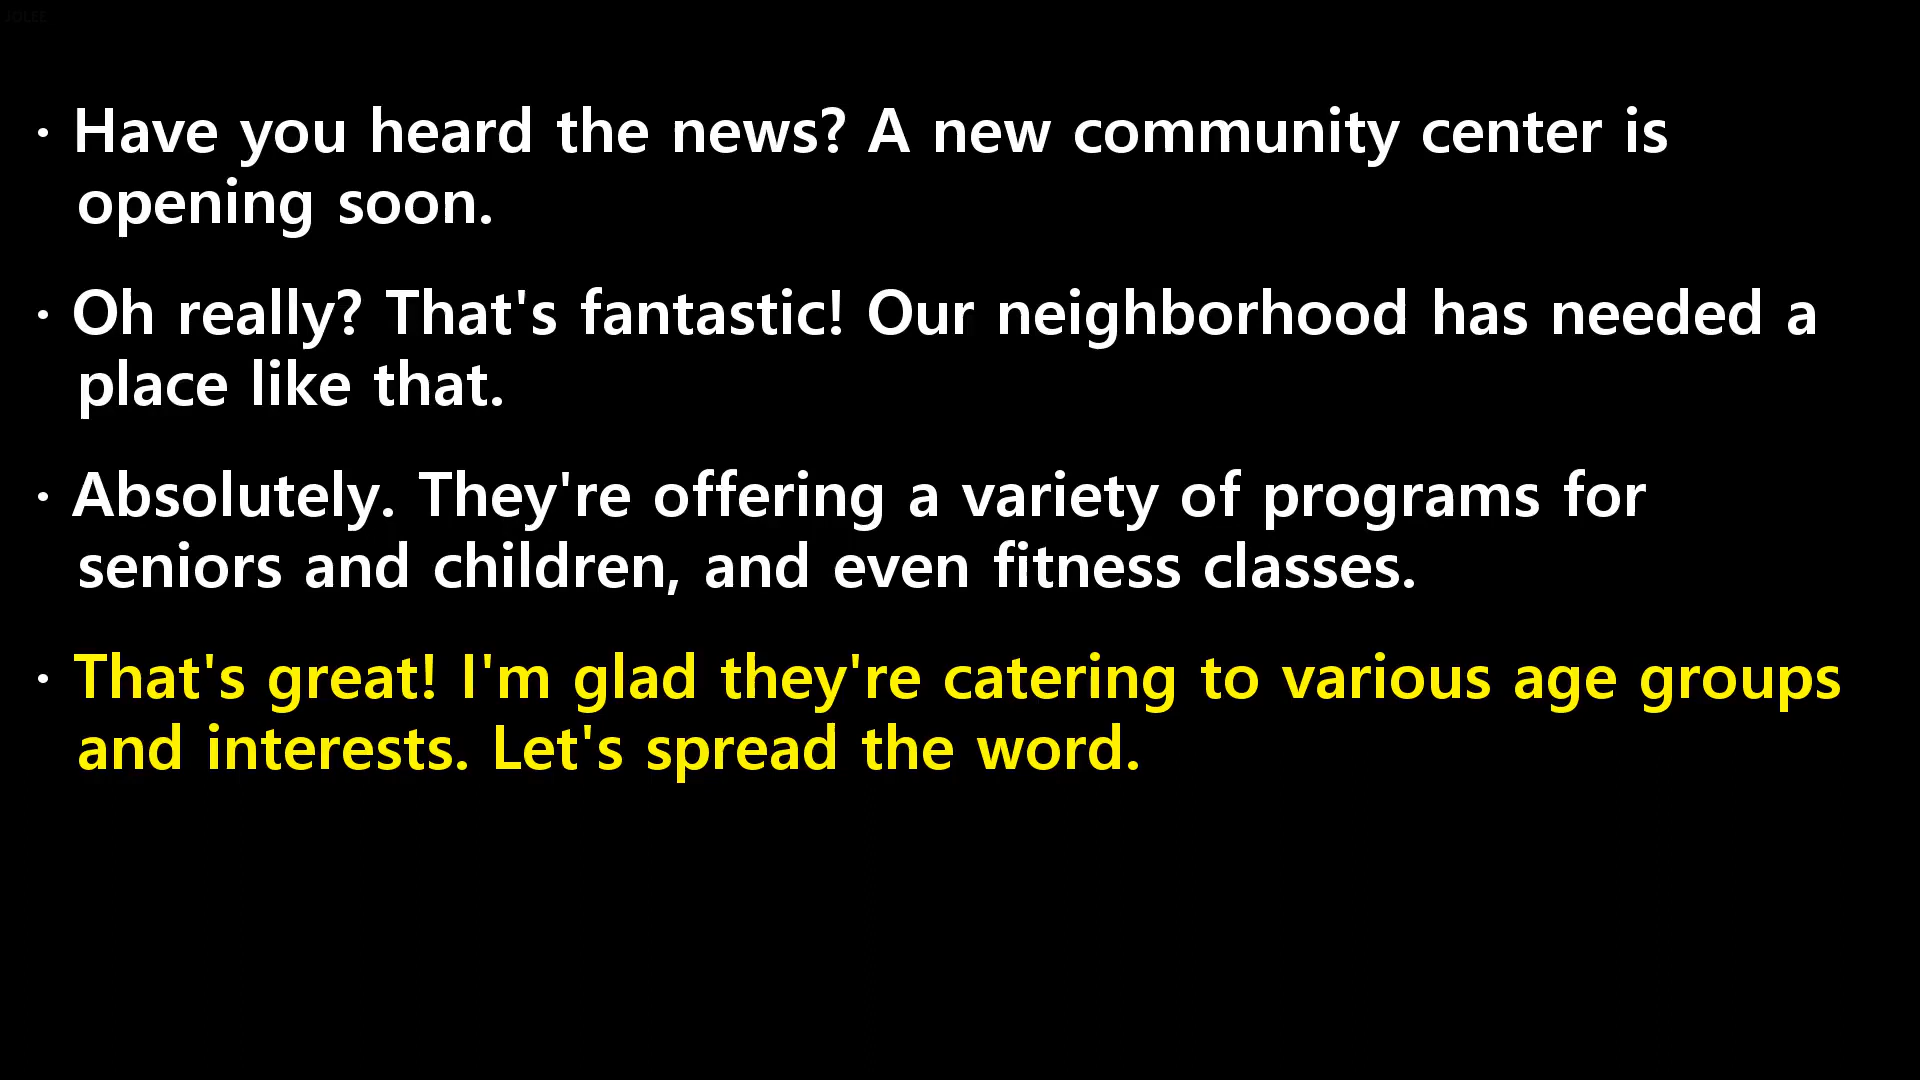 JOLEE
· Have you heard the news? A new community center is
opening soon.
· Oh really? That's fantastic! Our neighborhood has needed a
place like that.
· Absolutely. They're offering a variety of programs for
seniors and children, and even fitness classes.
· That's great! I'm glad they're catering to various age groups
and interests. Let's spread the word.